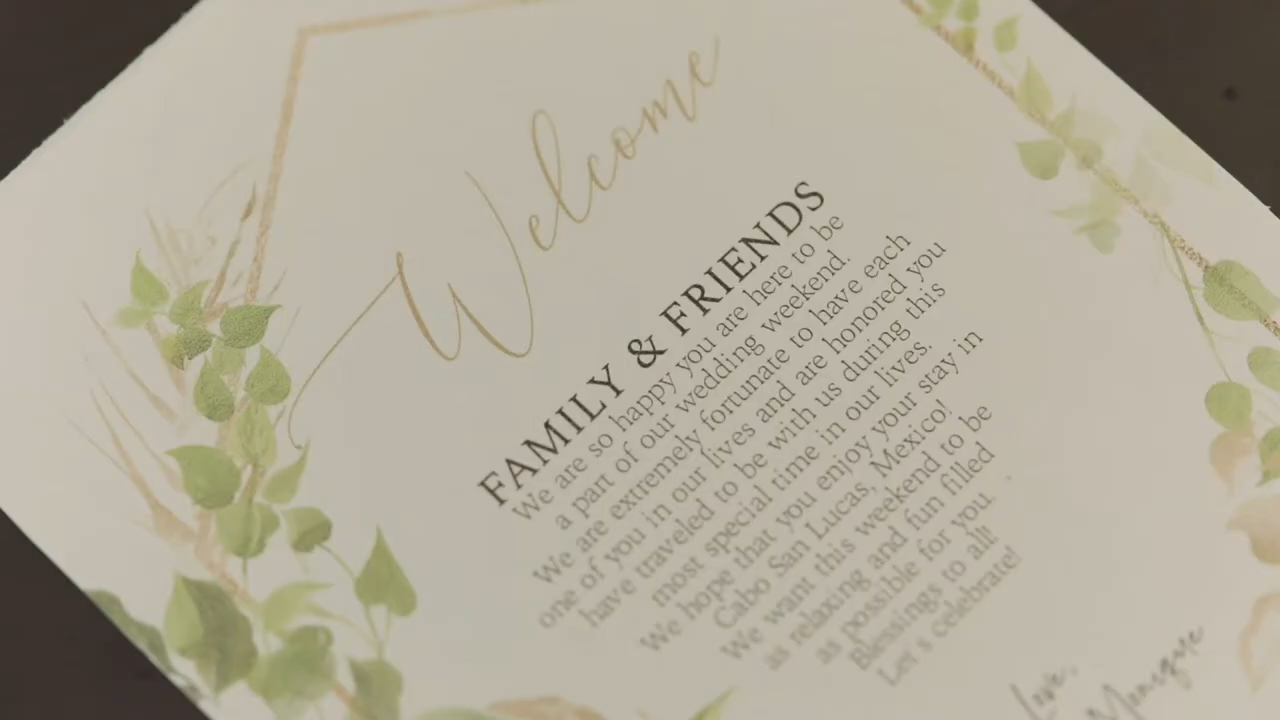 Welcome
FAMILY & FRIENDS
We are so happy you are here to be
a part of our wedding weekend.
We are extremely fortunate to have each
one of you in our lives and are honored you
have traveled to be with us during this
most special time in our lives.
We hope that you enjoy your stay in
Cabo San Lucas, Mexico!
We want this weekend to be
as relaxing and fun filled
as possible for you.
Blessings to all!
Let's celebrate!
Love,
Monique